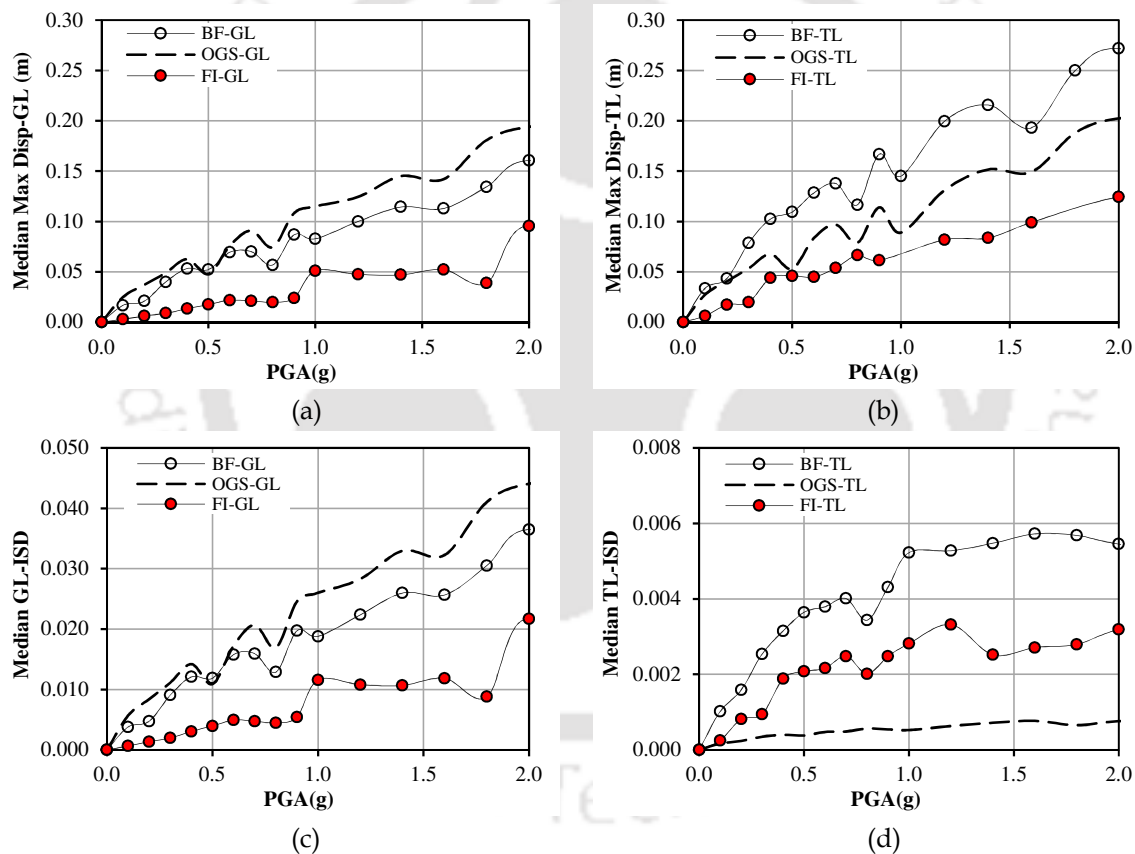 0.30
0.25
0.20
0.15
0.10
0.05
0.00
Median Max Disp-GL (m)
BF-GL
OGS-GL
FI-GL
0.0 0.5 1.0 1.5 2.0
PGA(g)
(a)
0.30
0.25
0.20
0.15
0.10
0.05
0.00
Median Max Disp-TL (m)
BF-TL
OGS-TL
FI-TL
0.0 0.5 1.0 1.5 2.0
PGA(g)
(b)
0.050
0.040
0.030
0.020
0.010
0.000
Median GL-ISD
BF-GL
OGS-GL
FI-GL
0.0 0.5 1.0 1.5 2.0
PGA(g)
(c)
0.008
0.006
0.004
0.002
0.000
Median TL-ISD
BF-TL
OGS-TL
FI-TL
0.0 0.5 1.0 1.5 2.0
PGA(g)
(d)